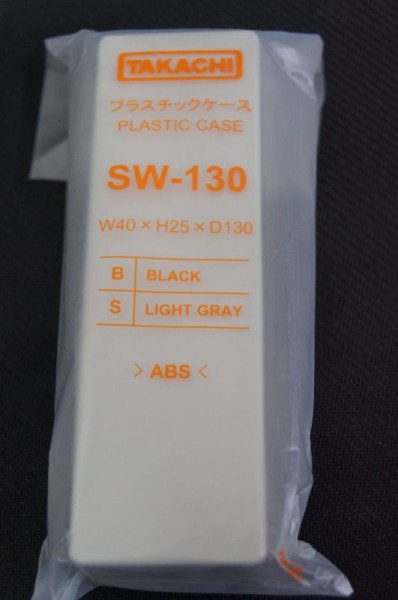 TAKACHI
プラスチックケース
PLASTIC CASE
SW-130
W40 × H25 × D130
B BLACK
S LIGHT GRAY
> ABS <